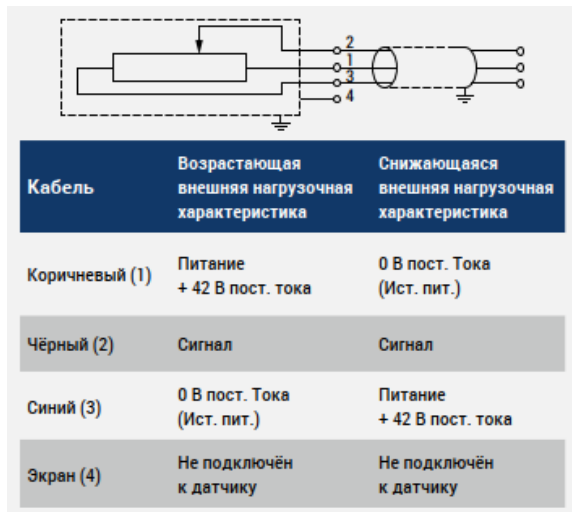 2
1
3
4
Кабель
Возрастающая
внешняя нагрузочная
характеристика
Снижающаяся
внешняя нагрузочная
характеристика
Коричневый (1)
Питание
+ 42 В пост. тока
0 В пост. Тока
(Ист. пит.)
Чёрный (2)
Сигнал
Сигнал
Синий (3)
0 В пост. Тока
(Ист. пит.)
Питание
+ 42 В пост. тока
Экран (4)
Не подключён
к датчику
Не подключён
к датчику